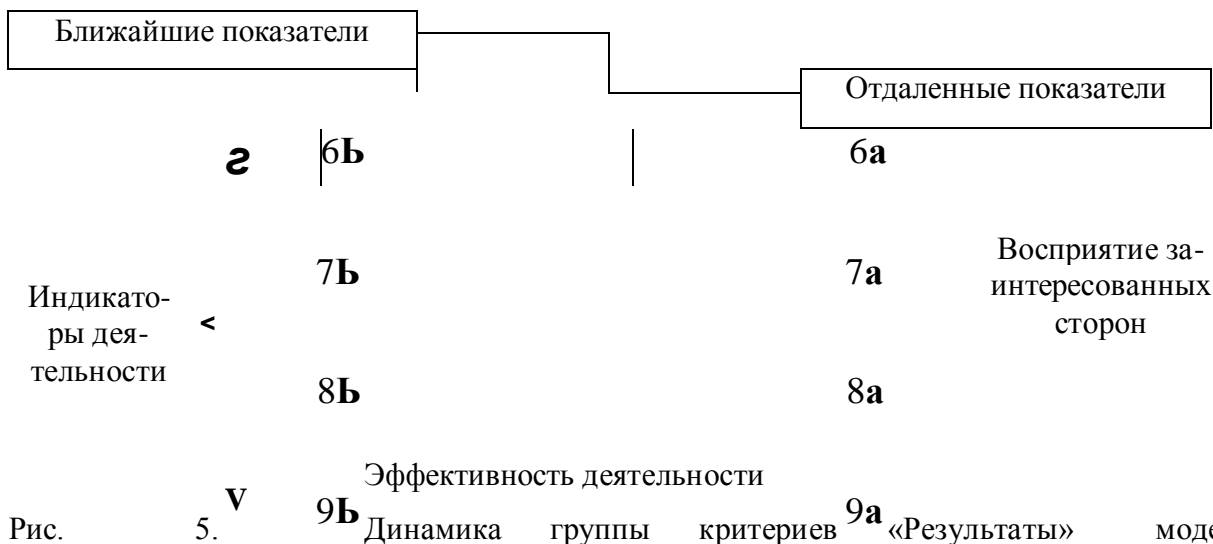 Ближайшие показатели
Отдаленные показатели
г 6Ь 6а
7Ь 7а
Восприятие за-
интересованных
сторон
Индикато-
ры дея-
тельности
<
8Ь 8а
Эффективность деятельности
v 9Ь 9а
Рис. 5. Динамика группы критериев «Результаты» моде